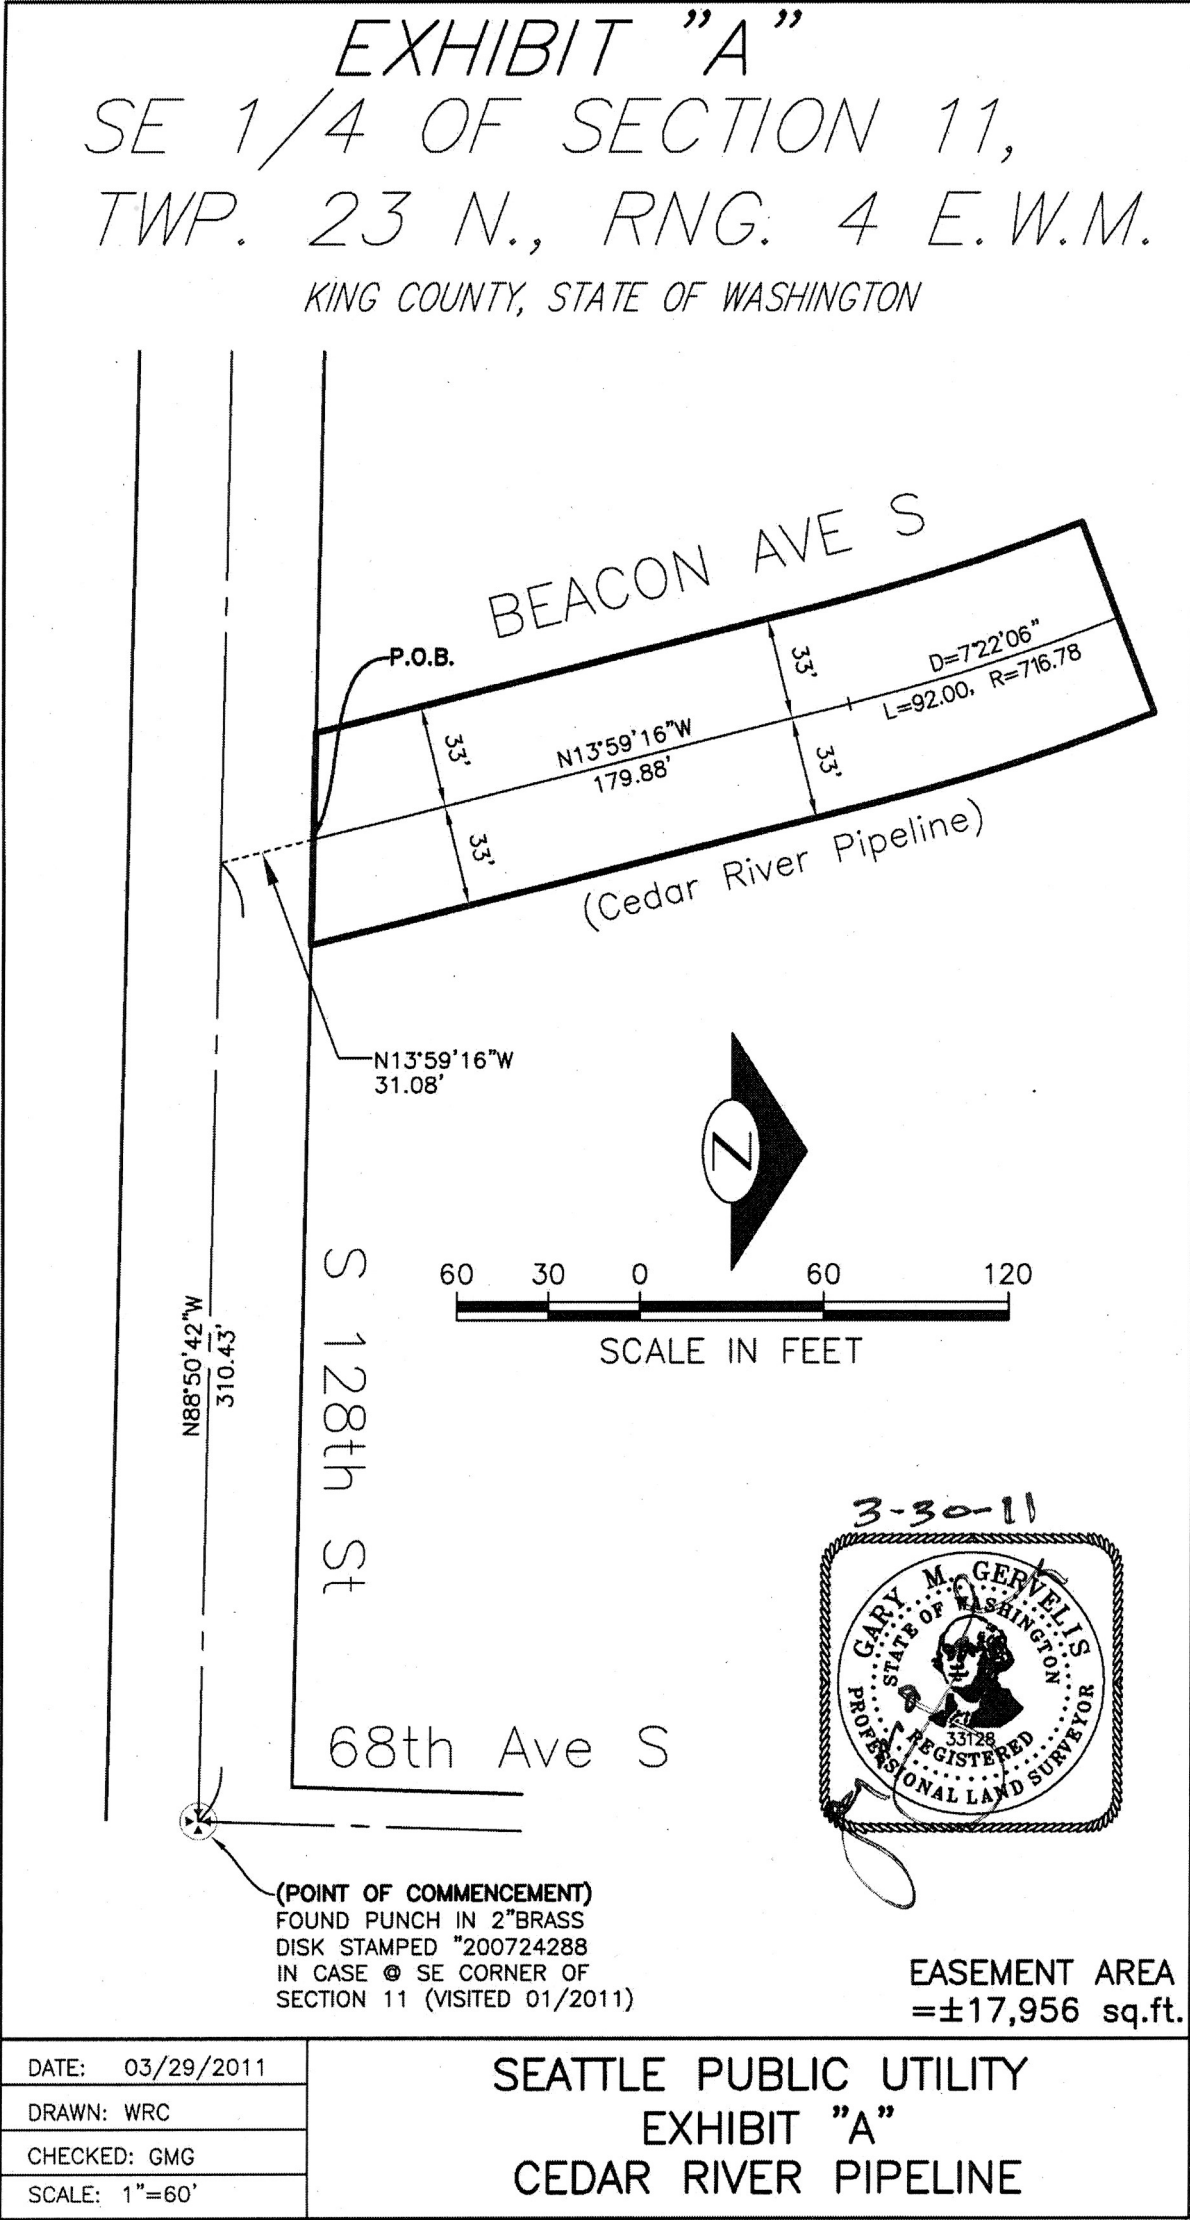 EXHIBIT "A"
SE 1/4 OF SECTION 11,
TWP. 23 N., RNG. 4 E.W.M.
KING COUNTY, STATE OF WASHINGTON
BEACON AVE S
P.O.B.
33'
33'
N13°59'16"W
179.88'
33'
33'
D=7°22'06"
L=92.00, R=716.78
(Cedar River Pipeline)
N13°59'16"W
31.08'
Z
60 30 0 60 120
SCALE IN FEET
N88°50'42"W
310.43'
S 128th St
68th Ave S
3-30-11
GARY M. GERVELIS
STATE OF WASHINGTON
33128
REGISTERED
PROFESSIONAL LAND SURVEYOR
(POINT OF COMMENCEMENT)
FOUND PUNCH IN 2"BRASS
DISK STAMPED "200724288
IN CASE @ SE CORNER OF
SECTION 11 (VISITED 01/2011)
EASEMENT AREA
=±17,956 sq.ft.
DATE: 03/29/2011
DRAWN: WRC
CHECKED: GMG
SCALE: 1"=60'
SEATTLE PUBLIC UTILITY
EXHIBIT "A"
CEDAR RIVER PIPELINE